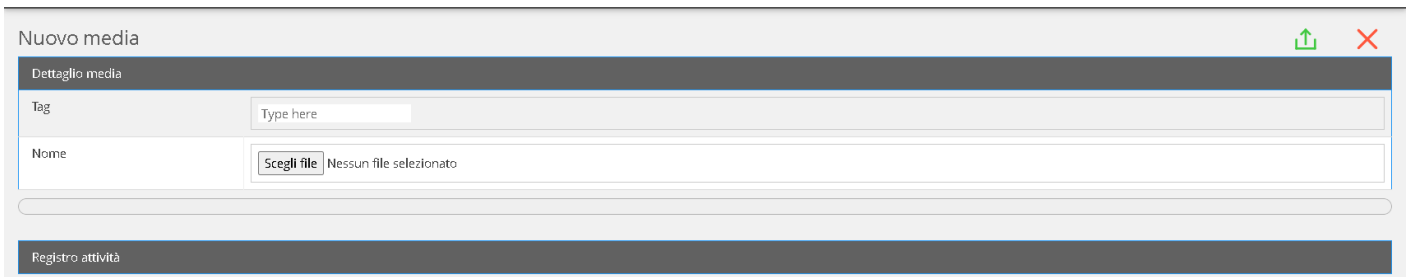 Nuovo media
Dettaglio media
Tag
Type here
Nome
Scegli file Nessun file selezionato
Registro attività